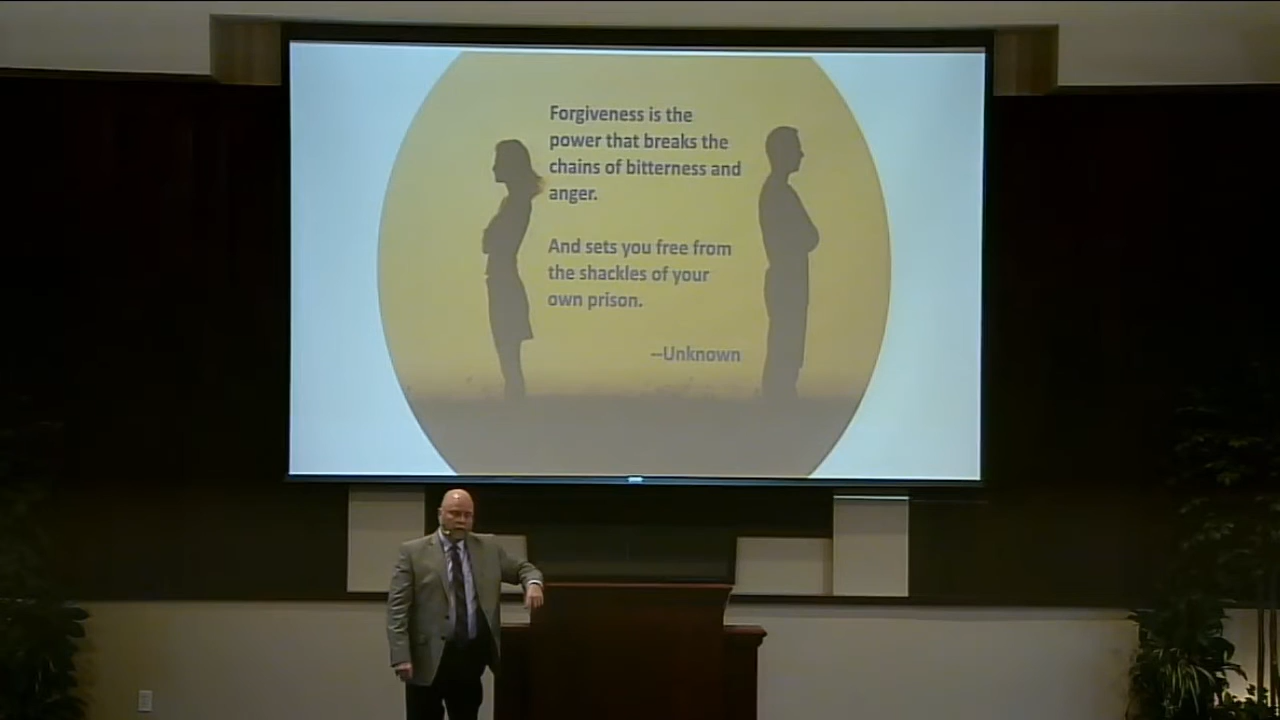 Forgiveness is the
power that breaks the
chains of bitterness and
anger.
And sets you free from
the shackles of your
own prison.
--Unknown